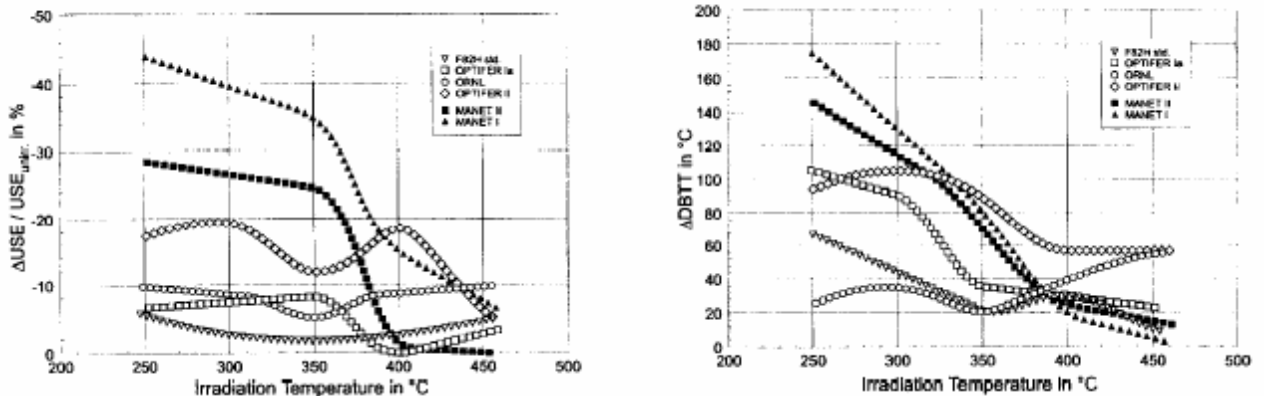 -50
-40
-30
-20
-10
0
200 250 300 350 400 450 500
Irradiation Temperature in °C
ΔUSE / USE in %
F82H std.
OPTIFER Ia
ORNL
OPTIFER II
MANET II
MANET I
200
180
160
140
120
100
80
60
40
20
0
200 250 300 350 400 450 500
Irradiation Temperature in °C
ΔDBTT in °C
F82H std.
OPTIFER Ia
ORNL
OPTIFER II
MANET II
MANET I